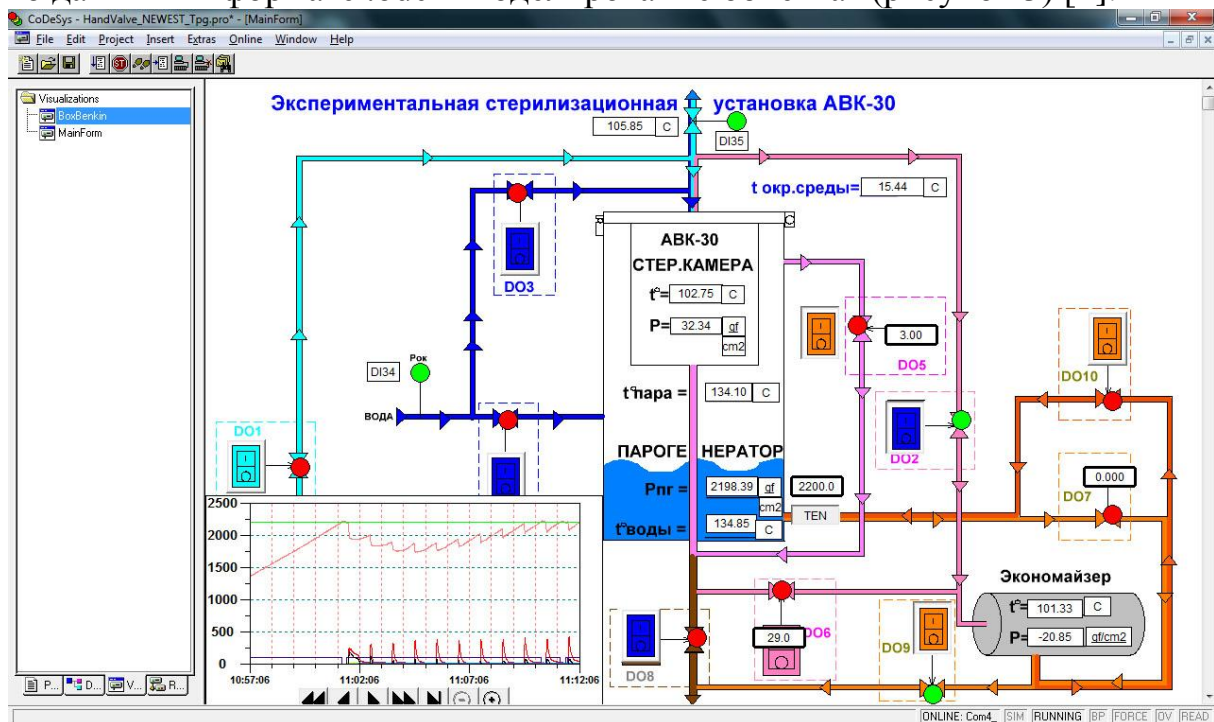 CoDeSys - HandValve_NEWEST_Tpg.pro* - [MainForm]
File Edit Project Insert Extras Online Window Help
Visualizations
BoxBenkin
MainForm
Экспериментальная стерилизационная установка АВК-30
105.85 C
DI35
t окр.среды= 15.44 C
DO3
АВК-30
СТЕР.КАМЕРА
t°= 102.75 C
P= 32.34 gf
cm2
3.00
DO5
DO10
Рок
DI34
ВОДА
t°пара = 134.10 C
DO1
DO2
ПАРОГЕ НЕРАТОР
Рпг = 2198.39 gf 2200.0
cm2
TEN
t°воды = 134.85 C
0.000
DO7
2500
2000
1500
1000
500
0
10:57:06 11:02:06 11:07:06 11:12:06
Экономайзер
t°= 101.33 C
P= -20.85 gf/cm2
29.0
DO6
DO8
DO9
P... D... V... R...
ONLINE: Com4_ SIM RUNNING BP FORCE OV READ